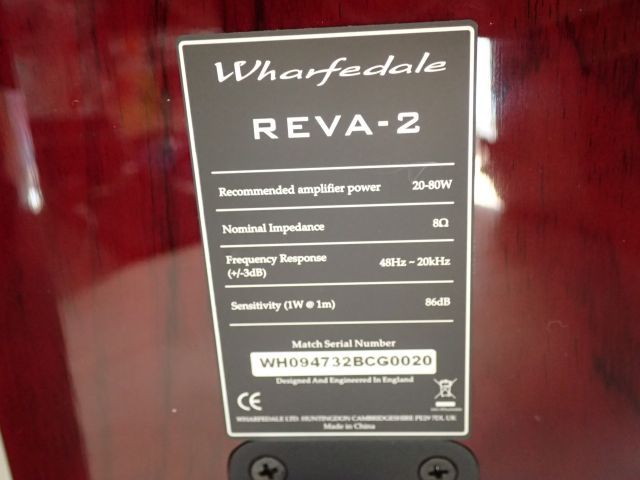 Wharfedale
REVA-2
Recommended amplifier power 20-80W
Nominal Impedance 8Ω
Frequency Response (+/-3dB) 48Hz ~ 20kHz
Sensitivity (1W @ 1m) 86dB
Match Serial Number
WH094732BCG0020
Designed And Engineered In England
CE
WHARFEDALE LTD. HUNTINGDON CAMBRIDGESHIRE PE29 7DL UK
Made in China